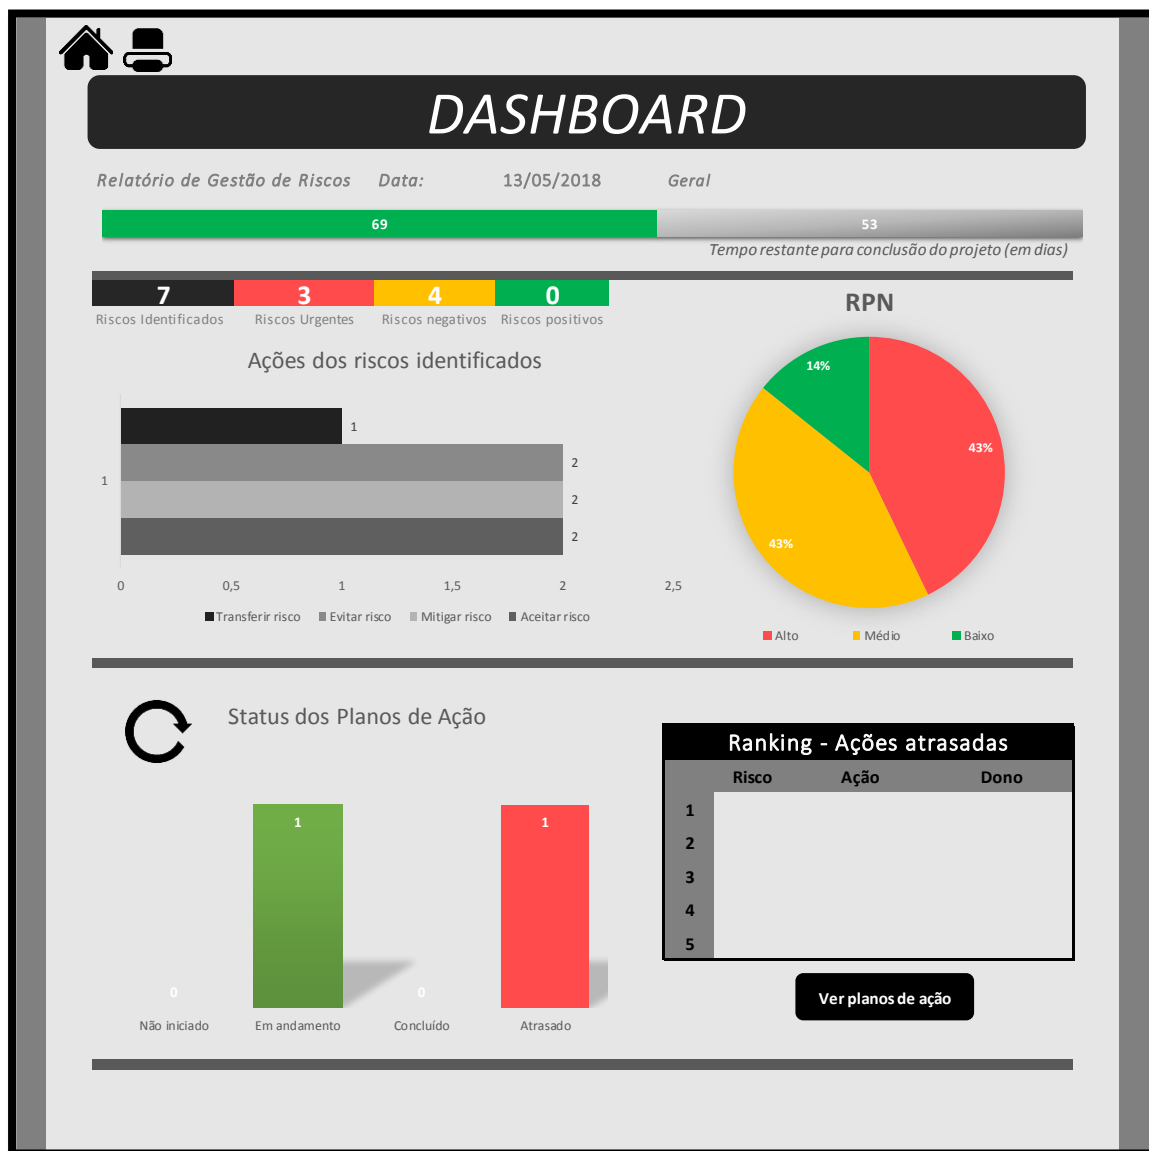 DASHBOARD
Relatório de Gestão de Riscos Data: 13/05/2018 Geral
69 53
Tempo restante para conclusão do projeto (em dias)
7 3 4 0
Riscos Identificados Riscos Urgentes Riscos negativos Riscos positivos
RPN
Ações dos riscos identificados
14%
43%
43%
Alto Médio Baixo
1
2
1
2
2
0 0,5 1 1,5 2 2,5
Transferir risco Evitar risco Mitigar risco Aceitar risco
Status dos Planos de Ação
1 1
0 0
Não iniciado Em andamento Concluído Atrasado
Ranking - Ações atrasadas
Risco Ação Dono
1
2
3
4
5
Ver planos de ação